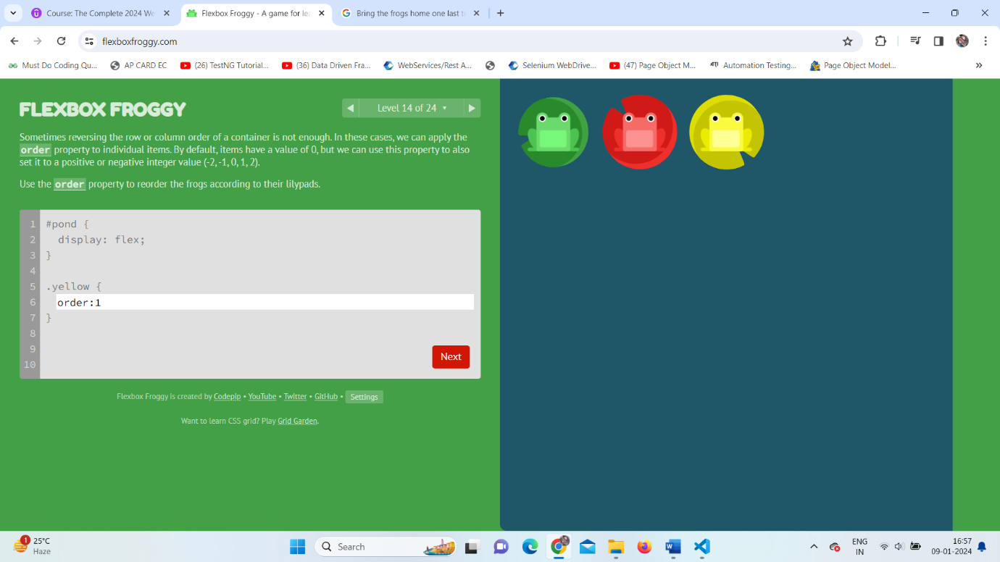 Course: The Complete 2024 We
Flexbox Froggy - A game for lea
Bring the frogs home one last ti
flexboxfroggy.com
Must Do Coding Qu...
AP CARD EC
(26) TestNG Tutorial...
(36) Data Driven Fra...
WebServices/Rest A...
Selenium WebDrive...
(47) Page Object M...
Automation Testing...
Page Object Model...
»
FLEXBOX FROGGY
Level 14 of 24
Sometimes reversing the row or column order of a container is not enough. In these cases, we can apply the
order property to individual items. By default, items have a value of 0, but we can use this property to also
set it to a positive or negative integer value (-2, -1, 0, 1, 2).
Use the order property to reorder the frogs according to their lilypads.
1 #pond {
2 display: flex;
3 }
4
5 .yellow {
6 order:1
7 }
8
9
10
Next
Flexbox Froggy is created by Codepip • YouTube • Twitter • GitHub • Settings
Want to learn CSS grid? Play Grid Garden.
1
25°C
Haze
Search
ENG
IN
16:57
09-01-2024